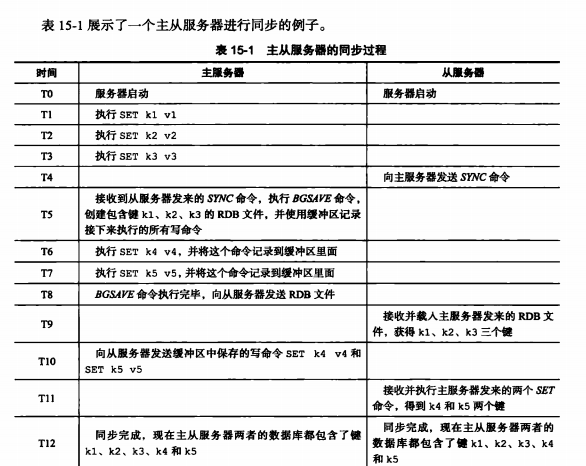 表 15-1 展示了一个主从服务器进行同步的例子。
表 15-1 主从服务器的同步过程
时间 主服务器 从服务器
T0 服务器启动 服务器启动
T1 执行 SET k1 v1
T2 执行 SET k2 v2
T3 执行 SET k3 v3
T4 向主服务器发送 SYNC 命令
接收到从服务器发来的 SYNC 命令，执行 BGSAVE 命令，
T5 创建包含键 k1、k2、k3 的 RDB 文件，并使用缓冲区记录
接下来执行的所有写命令
T6 执行 SET k4 v4，并将这个命令记录到缓冲区里面
T7 执行 SET k5 v5，并将这个命令记录到缓冲区里面
T8 BGSAVE 命令执行完毕，向从服务器发送 RDB 文件
T9 接收并载入主服务器发来的 RDB 文
件，获得 k1、k2、k3 三个键
T10 向从服务器发送缓冲区中保存的写命令 SET k4 v4 和
SET k5 v5
T11 接收并执行主服务器发来的两个 SET
命令，得到 k4 和 k5 两个键
T12 同步完成，现在主从服务器两者的数据库都包含了键
k1、k2、k3、k4 和 k5
同步完成，现在主从服务器两者的
数据库都包含了键 k1、k2、k3、k4
和 k5